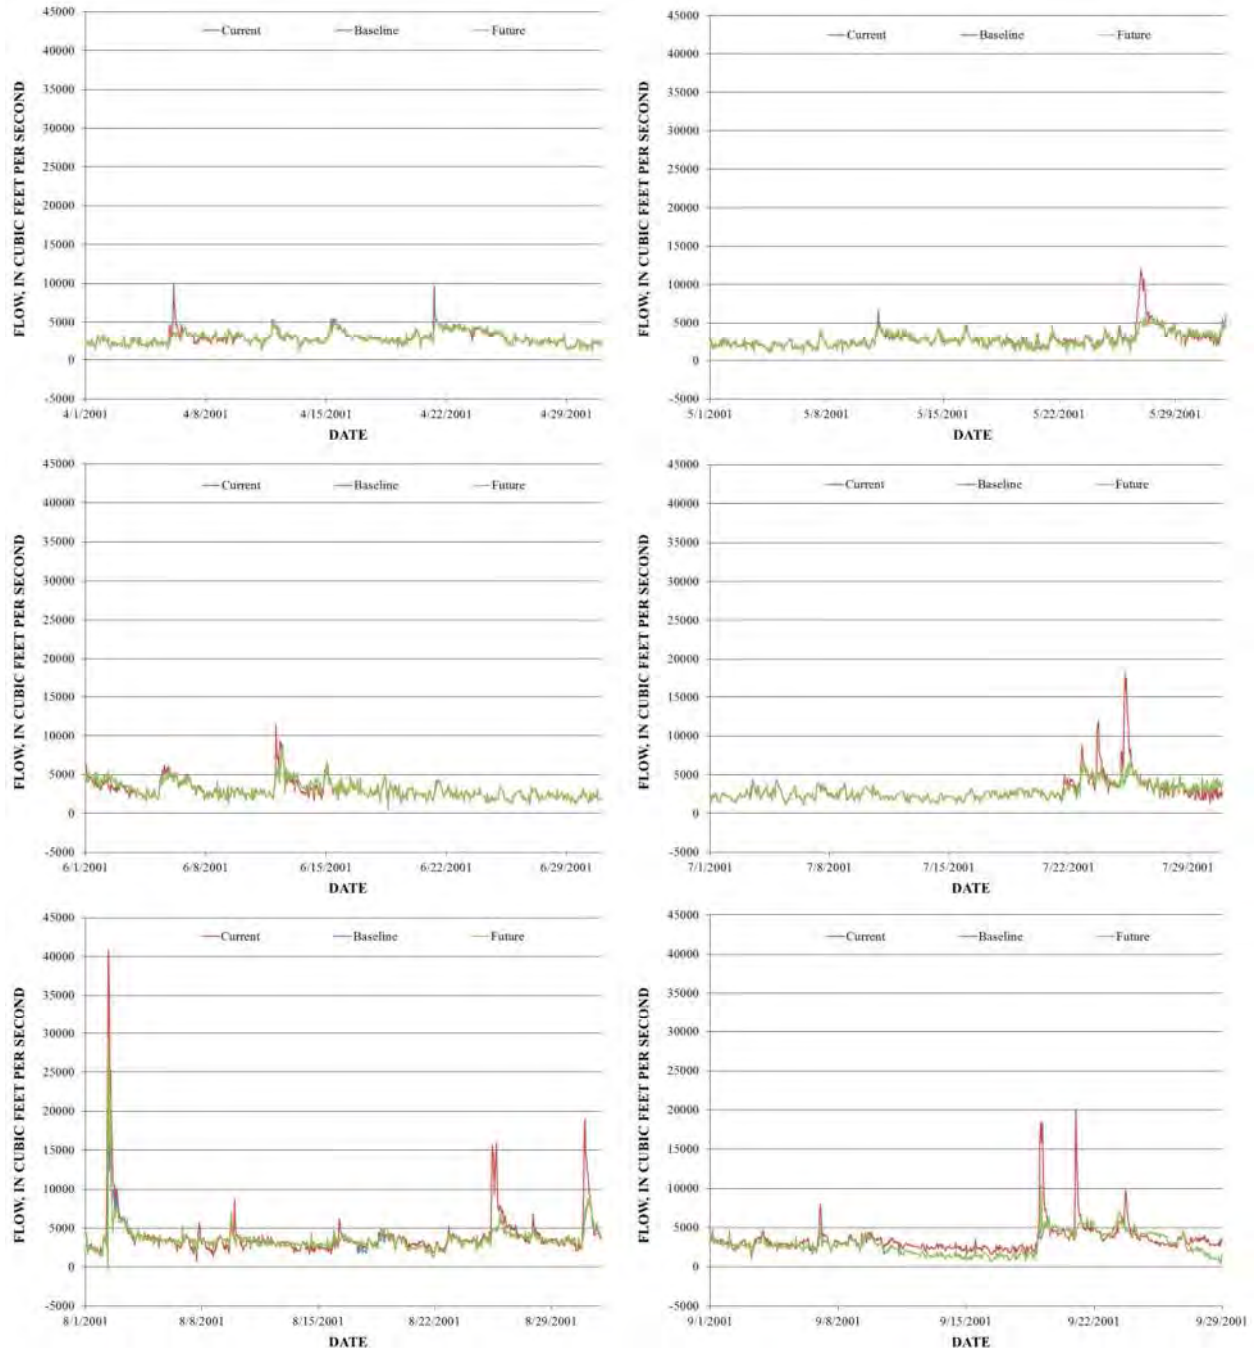 45000
40000
35000
30000
25000
20000
15000
10000
5000
0
-5000
FLOW, IN CUBIC FEET PER SECOND
Current Baseline Future
4/1/2001 4/8/2001 4/15/2001 4/22/2001 4/29/2001
DATE
45000
40000
35000
30000
25000
20000
15000
10000
5000
0
-5000
FLOW, IN CUBIC FEET PER SECOND
Current Baseline Future
5/1/2001 5/8/2001 5/15/2001 5/22/2001 5/29/2001
DATE
45000
40000
35000
30000
25000
20000
15000
10000
5000
0
-5000
FLOW, IN CUBIC FEET PER SECOND
Current Baseline Future
6/1/2001 6/8/2001 6/15/2001 6/22/2001 6/29/2001
DATE
45000
40000
35000
30000
25000
20000
15000
10000
5000
0
-5000
FLOW, IN CUBIC FEET PER SECOND
Current Baseline Future
7/1/2001 7/8/2001 7/15/2001 7/22/2001 7/29/2001
DATE
45000
40000
35000
30000
25000
20000
15000
10000
5000
0
-5000
FLOW, IN CUBIC FEET PER SECOND
Current Baseline Future
8/1/2001 8/8/2001 8/15/2001 8/22/2001 8/29/2001
DATE
45000
40000
35000
30000
25000
20000
15000
10000
5000
0
-5000
FLOW, IN CUBIC FEET PER SECOND
Current Baseline Future
9/1/2001 9/8/2001 9/15/2001 9/22/2001 9/29/2001
DATE